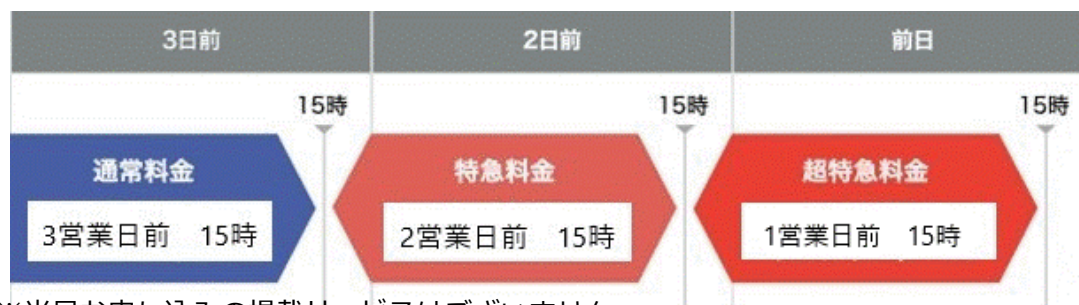 3日前 2日前 前日
15時 15時 15時
通常料金 特急料金 超特急料金
3営業日前 15時 2営業日前 15時 1営業日前 15時